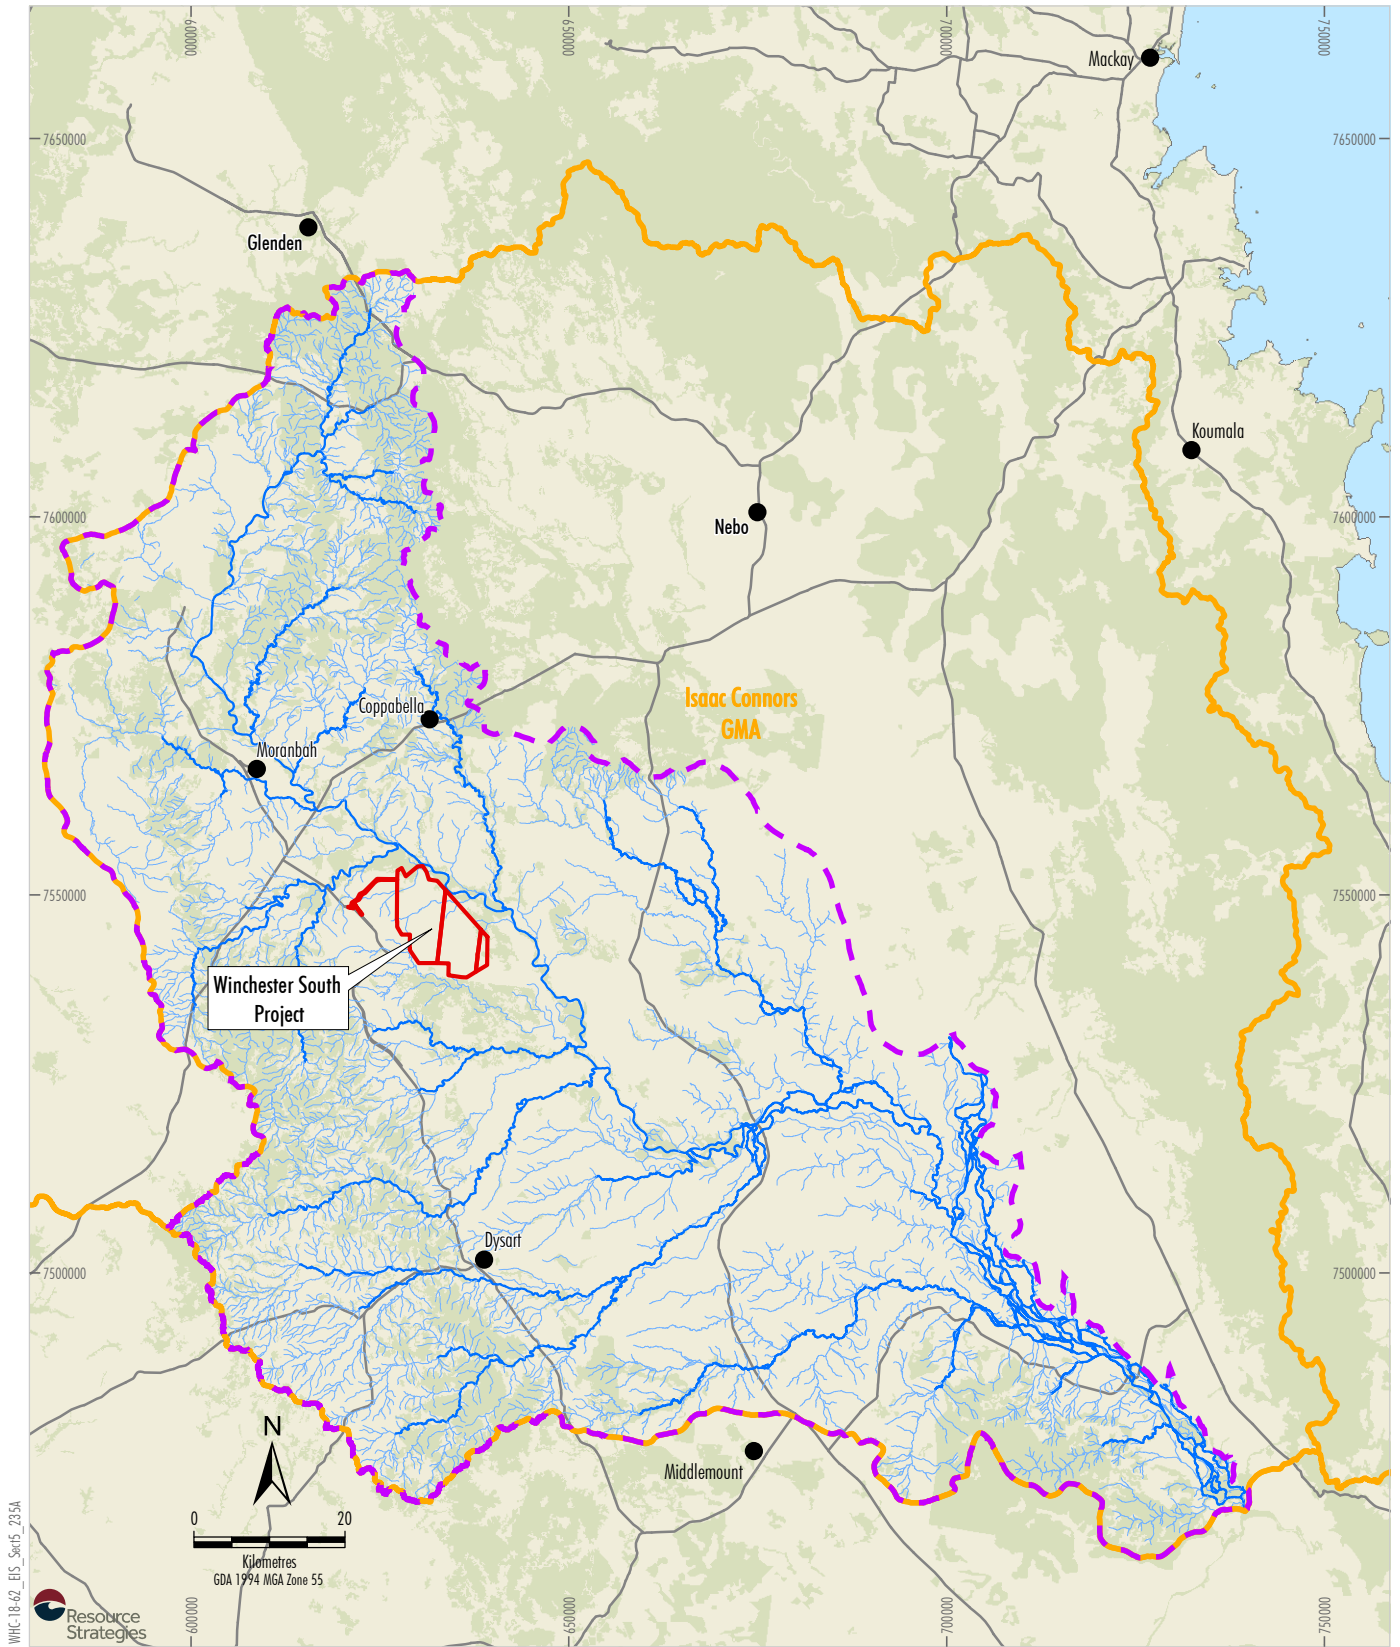 600000
650000
700000
750000
Mackay
7650000
7650000
Glenden
Koumala
7600000
7600000
Nebo
Isaac Connors
GMA
Coppabella
Moranbah
7550000
7550000
Winchester South
Project
Dysart
7500000
7500000
N
Middlemount
0
20
Kilometres
GDA 1994 MGA Zone 55
WHC-18-62_EIS_Sect5_235A
Resource
Strategies
600000
650000
700000
750000